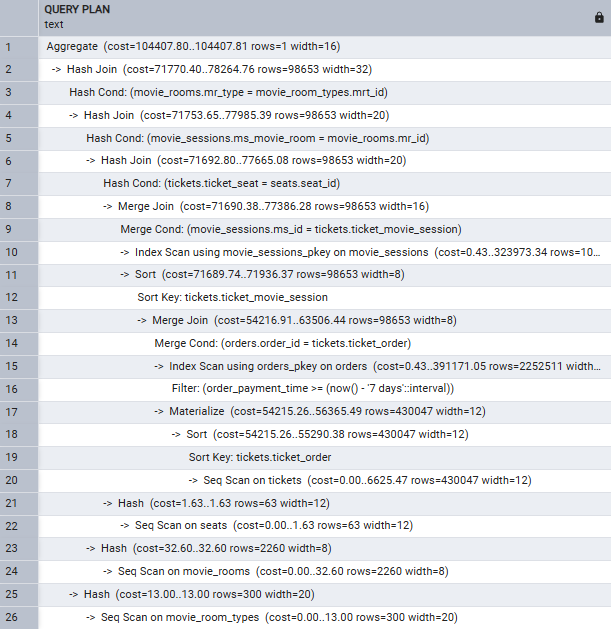 QUERY PLAN
text
1 Aggregate (cost=104407.80..104407.81 rows=1 width=16)
2 -> Hash Join (cost=71770.40..78264.76 rows=98653 width=32)
3 Hash Cond: (movie_rooms.mr_type = movie_room_types.mrt_id)
4 -> Hash Join (cost=71753.65..77985.39 rows=98653 width=20)
5 Hash Cond: (movie_sessions.ms_movie_room = movie_rooms.mr_id)
6 -> Hash Join (cost=71692.80..77665.08 rows=98653 width=20)
7 Hash Cond: (tickets.ticket_seat = seats.seat_id)
8 -> Merge Join (cost=71690.38..77386.28 rows=98653 width=16)
9 Merge Cond: (movie_sessions.ms_id = tickets.ticket_movie_session)
10 -> Index Scan using movie_sessions_pkey on movie_sessions (cost=0.43..323973.34 rows=10...
11 -> Sort (cost=71689.74..71936.37 rows=98653 width=8)
12 Sort Key: tickets.ticket_movie_session
13 -> Merge Join (cost=54216.91..63506.44 rows=98653 width=8)
14 Merge Cond: (orders.order_id = tickets.ticket_order)
15 -> Index Scan using orders_pkey on orders (cost=0.43..391171.05 rows=2252511 width...
16 Filter: (order_payment_time >= (now() - '7 days'::interval))
17 -> Materialize (cost=54215.26..56365.49 rows=430047 width=12)
18 -> Sort (cost=54215.26..55290.38 rows=430047 width=12)
19 Sort Key: tickets.ticket_order
20 -> Seq Scan on tickets (cost=0.00..6625.47 rows=430047 width=12)
21 -> Hash (cost=1.63..1.63 rows=63 width=12)
22 -> Seq Scan on seats (cost=0.00..1.63 rows=63 width=12)
23 -> Hash (cost=32.60..32.60 rows=2260 width=8)
24 -> Seq Scan on movie_rooms (cost=0.00..32.60 rows=2260 width=8)
25 -> Hash (cost=13.00..13.00 rows=300 width=20)
26 -> Seq Scan on movie_room_types (cost=0.00..13.00 rows=300 width=20)